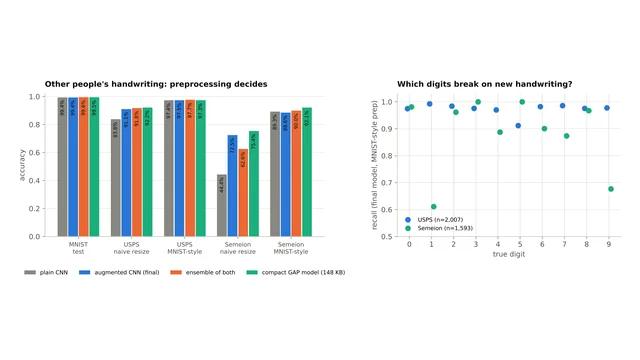 Other people's handwriting: preprocessing decides
accuracy
1.0
0.8
0.6
0.4
0.2
0.0
99.4%
99.6%
99.6%
99.5%
83.8%
91.1%
91.8%
92.2%
97.4%
97.5%
97.7%
97.3%
44.4%
72.5%
62.6%
75.4%
89.3%
90.0%
92.1%
MNIST
test
USPS
naive resize
USPS
MNIST-style
Semeion
naive resize
Semeion
MNIST-style
plain CNN
augmented CNN (final)
ensemble of both
compact GAP model (148 KB)
Which digits break on new handwriting?
recall (final model, MNIST-style prep)
1.0
0.9
0.8
0.7
0.6
0.5
USPS (n=2,007)
Semeion (n=1,593)
0 1 2 3 4 5 6 7 8 9
true digit